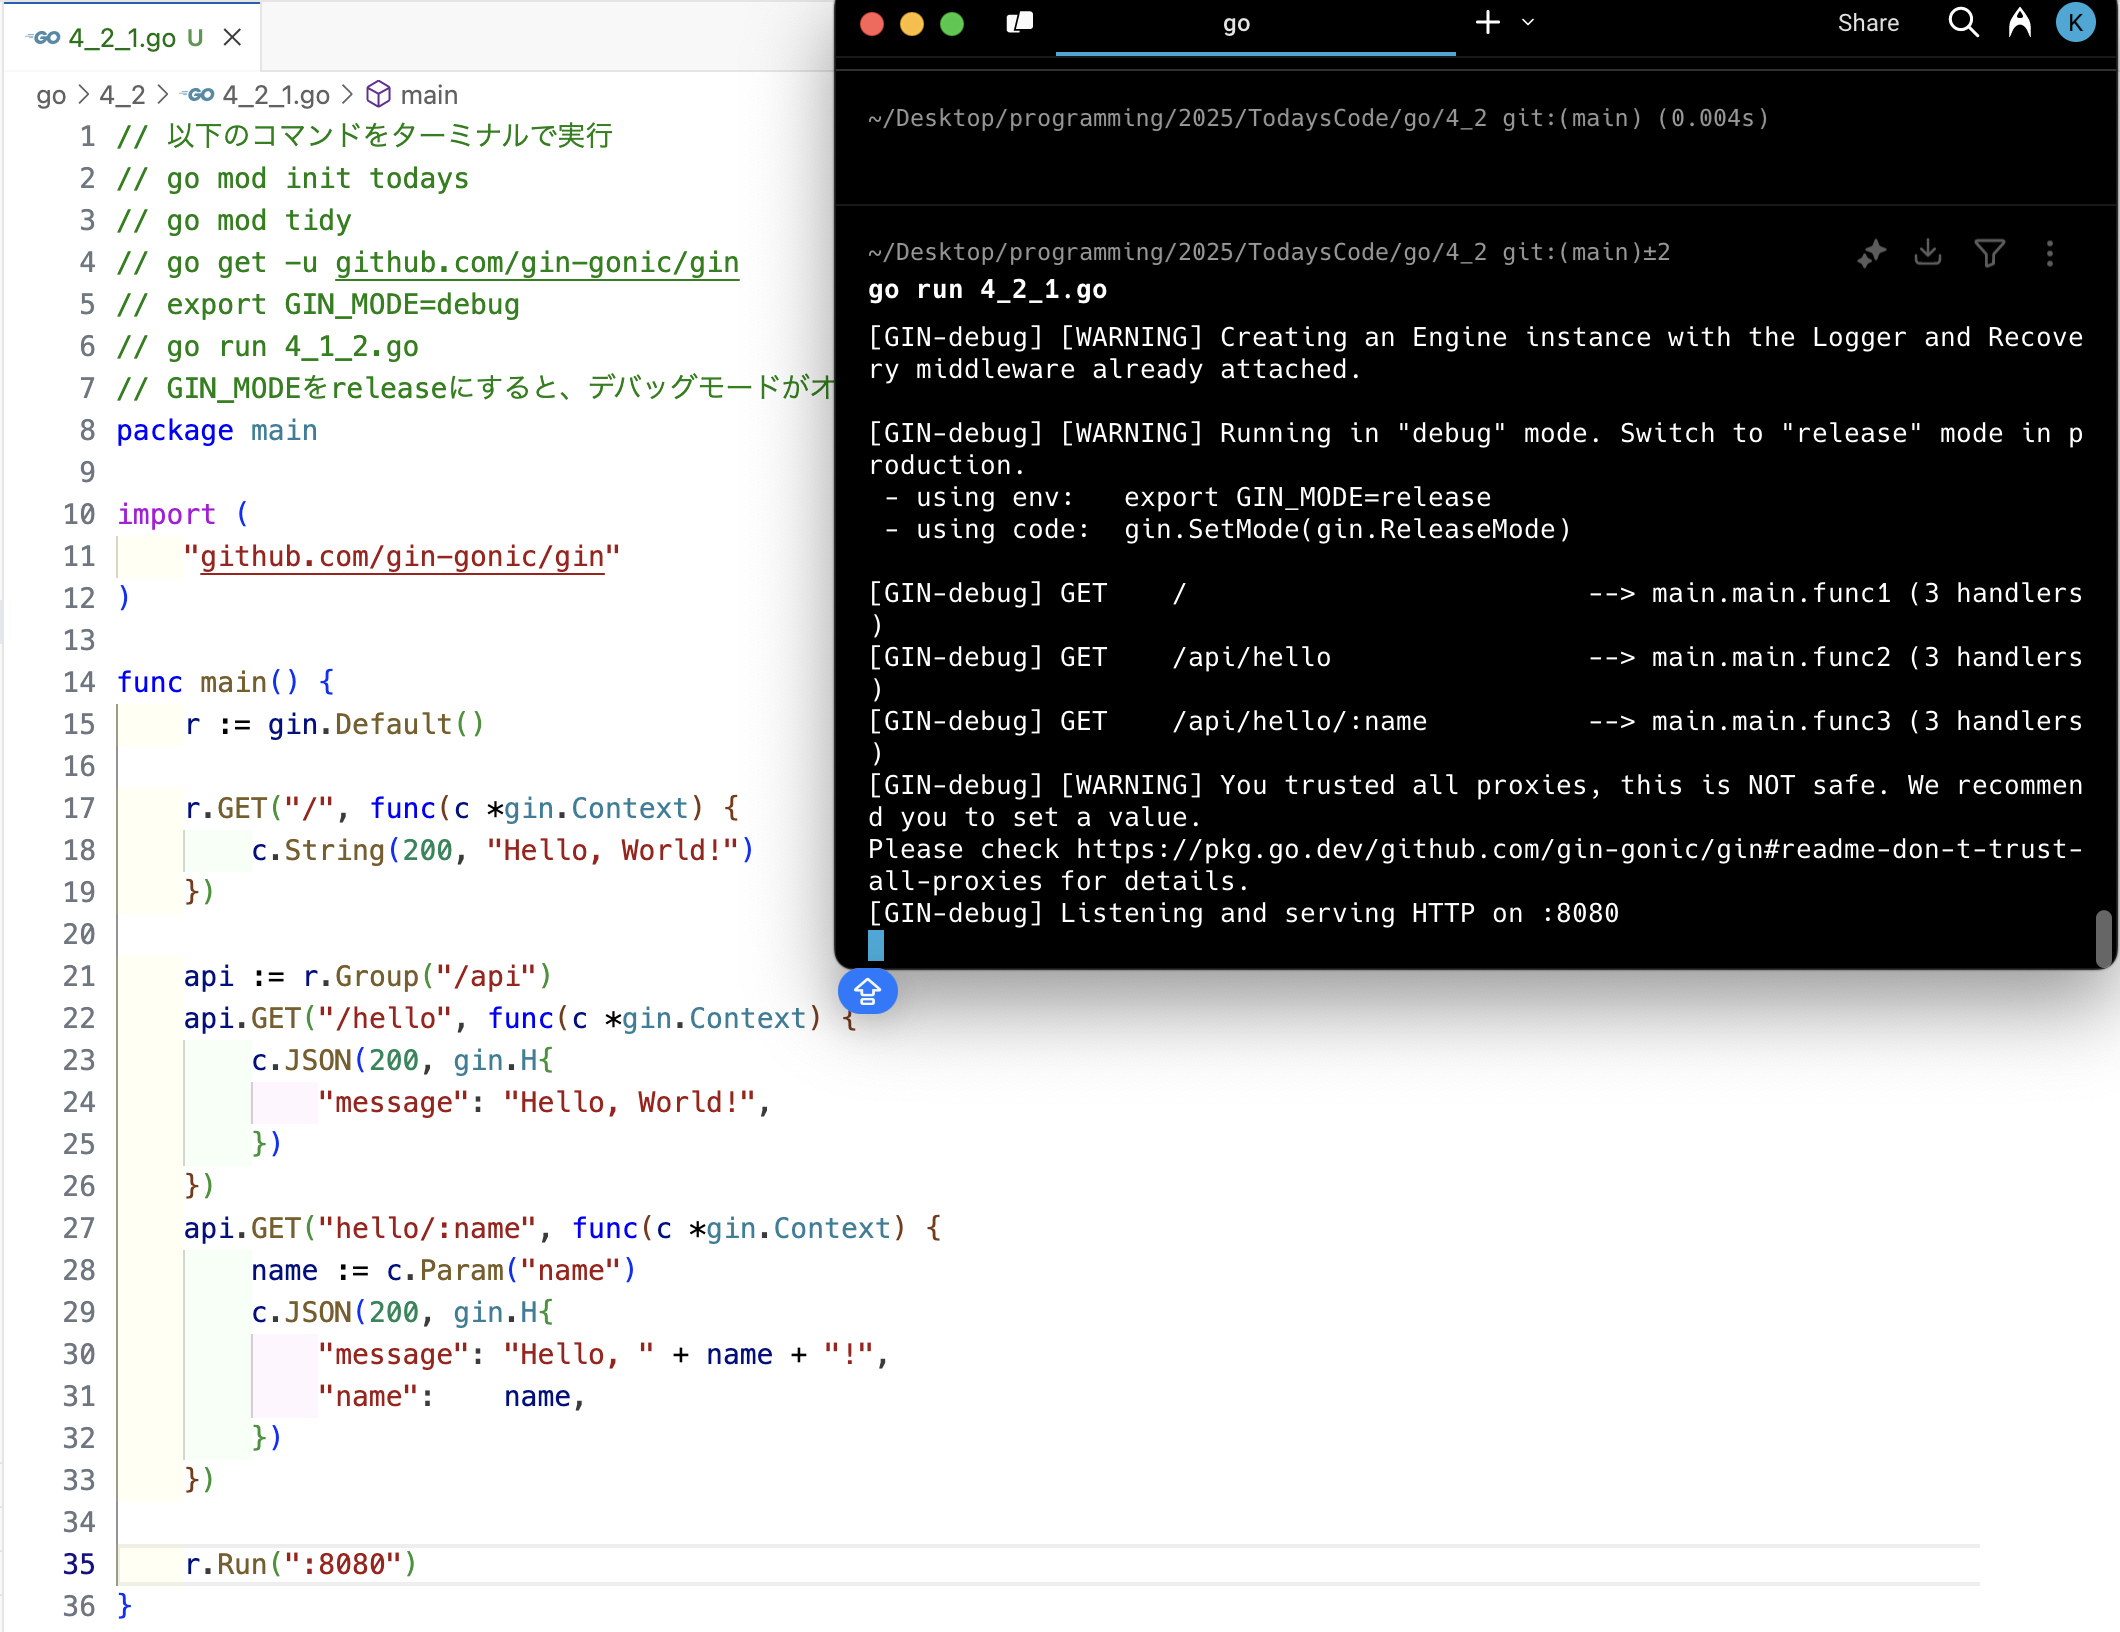 GO 4_2_1.go U
go > 4_2 > GO 4_2_1.go > main
1 // 以下のコマンドをターミナルで実行
2 // go mod init todays
3 // go mod tidy
4 // go get -u github.com/gin-gonic/gin
5 // export GIN_MODE=debug
6 // go run 4_1_2.go
7 // GIN_MODEをreleaseにすると、デバッグモードがオ
8 package main
9
10 import (
11     "github.com/gin-gonic/gin"
12 )
13
14 func main() {
15     r := gin.Default()
16
17     r.GET("/", func(c *gin.Context) {
18         c.String(200, "Hello, World!")
19     })
20
21     api := r.Group("/api")
22     api.GET("/hello", func(c *gin.Context) {
23         c.JSON(200, gin.H{
24             "message": "Hello, World!",
25         })
26     })
27     api.GET("hello/:name", func(c *gin.Context) {
28         name := c.Param("name")
29         c.JSON(200, gin.H{
30             "message": "Hello, " + name + "!",
31             "name":    name,
32         })
33     })
34
35     r.Run(":8080")
36 }
go
Share
K
~/Desktop/programming/2025/TodaysCode/go/4_2 git:(main) (0.004s)
~/Desktop/programming/2025/TodaysCode/go/4_2 git:(main)±2
go run 4_2_1.go
[GIN-debug] [WARNING] Creating an Engine instance with the Logger and Recove
ry middleware already attached.
[GIN-debug] [WARNING] Running in "debug" mode. Switch to "release" mode in p
roduction.
 - using env:   export GIN_MODE=release
 - using code:  gin.SetMode(gin.ReleaseMode)
[GIN-debug] GET    /                         --> main.main.func1 (3 handlers
)
[GIN-debug] GET    /api/hello                --> main.main.func2 (3 handlers
)
[GIN-debug] GET    /api/hello/:name          --> main.main.func3 (3 handlers
)
[GIN-debug] [WARNING] You trusted all proxies, this is NOT safe. We recommen
d you to set a value.
Please check https://pkg.go.dev/github.com/gin-gonic/gin#readme-don-t-trust-
all-proxies for details.
[GIN-debug] Listening and serving HTTP on :8080